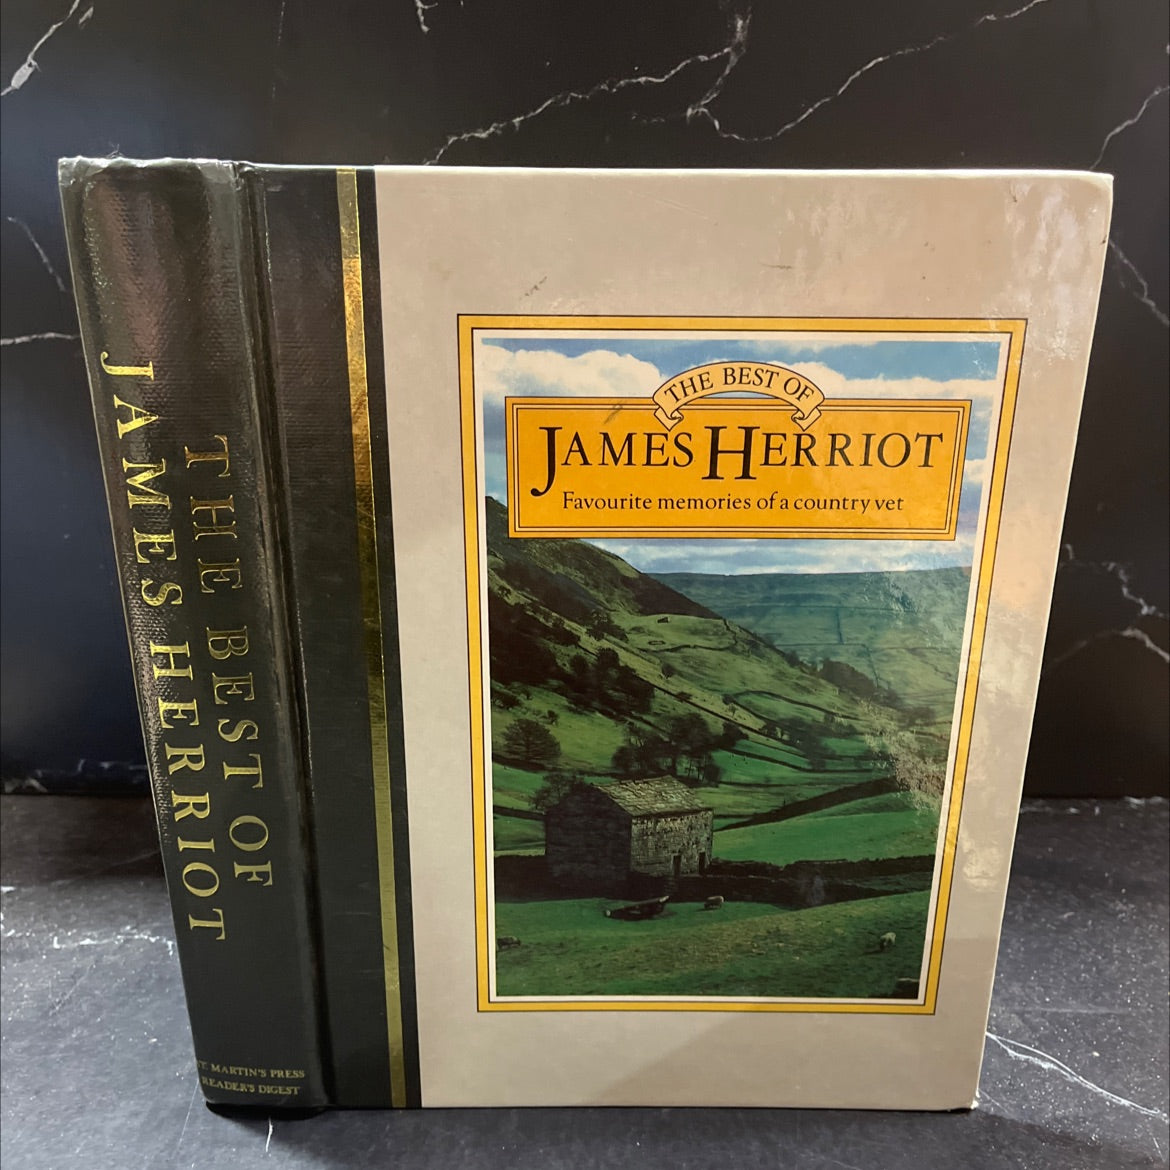 THE BEST OF
JAMES HERRIOT
ST. MARTIN'S PRESS
READER'S DIGEST
THE BEST OF
JAMES HERRIOT
Favourite memories of a country vet